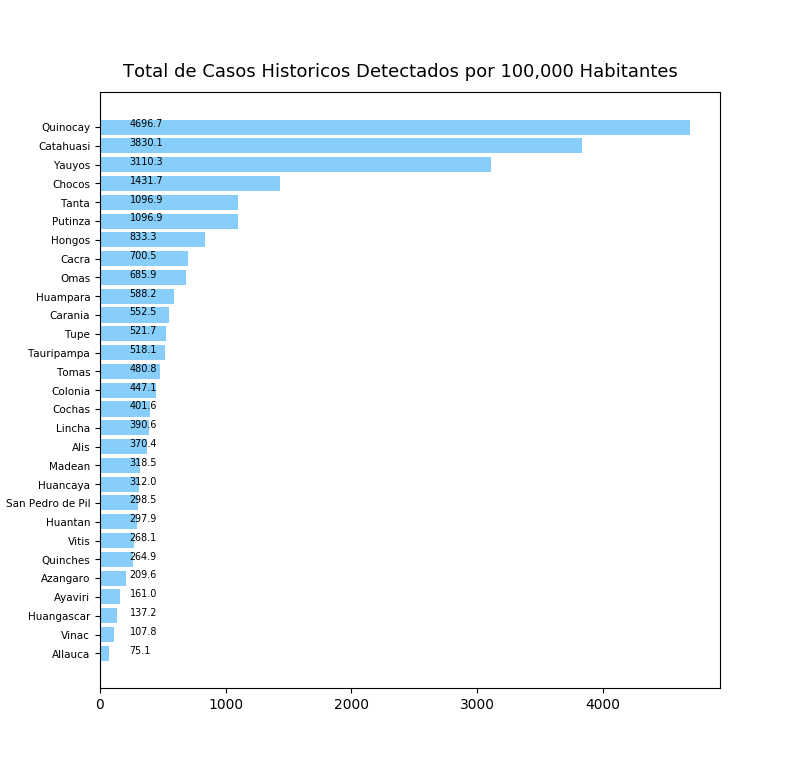 Total de Casos Historicos Detectados por 100,000 Habitantes
Quinocay 4696.7
Catahuasi 3830.1
Yauyos 3110.3
Chocos 1431.7
Tanta 1096.9
Putinza 1096.9
Hongos 833.3
Cacra 700.5
Omas 685.9
Huampara 588.2
Carania 552.5
Tupe 521.7
Tauripampa 518.1
Tomas 480.8
Colonia 447.1
Cochas 401.6
Lincha 390.6
Alis 370.4
Madean 318.5
Huancaya 312.0
San Pedro de Pil 298.5
Huantan 297.9
Vitis 268.1
Quinches 264.9
Azangaro 209.6
Ayaviri 161.0
Huangascar 137.2
Vinac 107.8
Allauca 75.1
0 1000 2000 3000 4000